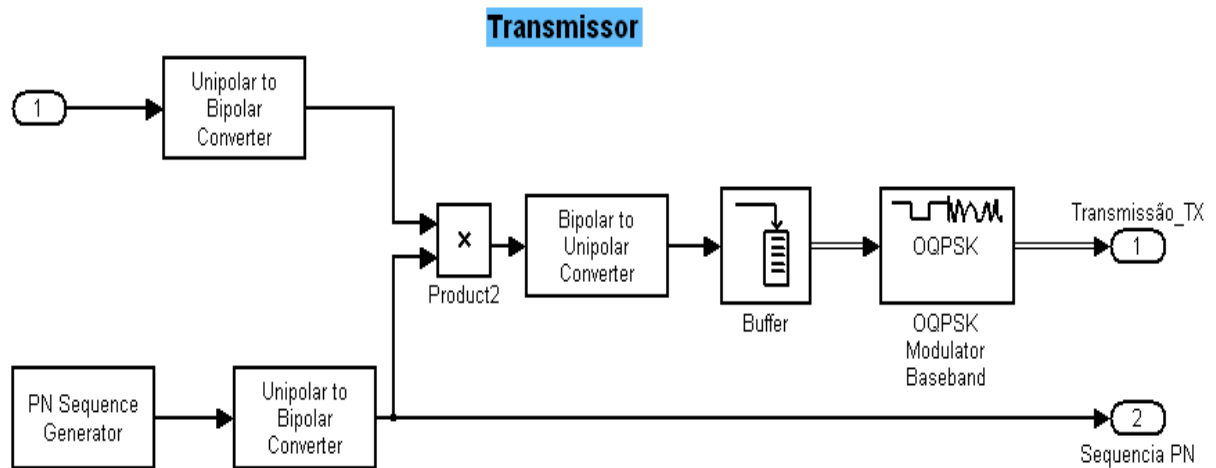 Transmissor
1
Unipolar to
Bipolar
Converter
×
Product2
Bipolar to
Unipolar
Converter
Buffer
OQPSK
OQPSK
Modulator
Baseband
Transmissão_TX
1
PN Sequence
Generator
Unipolar to
Bipolar
Converter
2
Sequencia PN